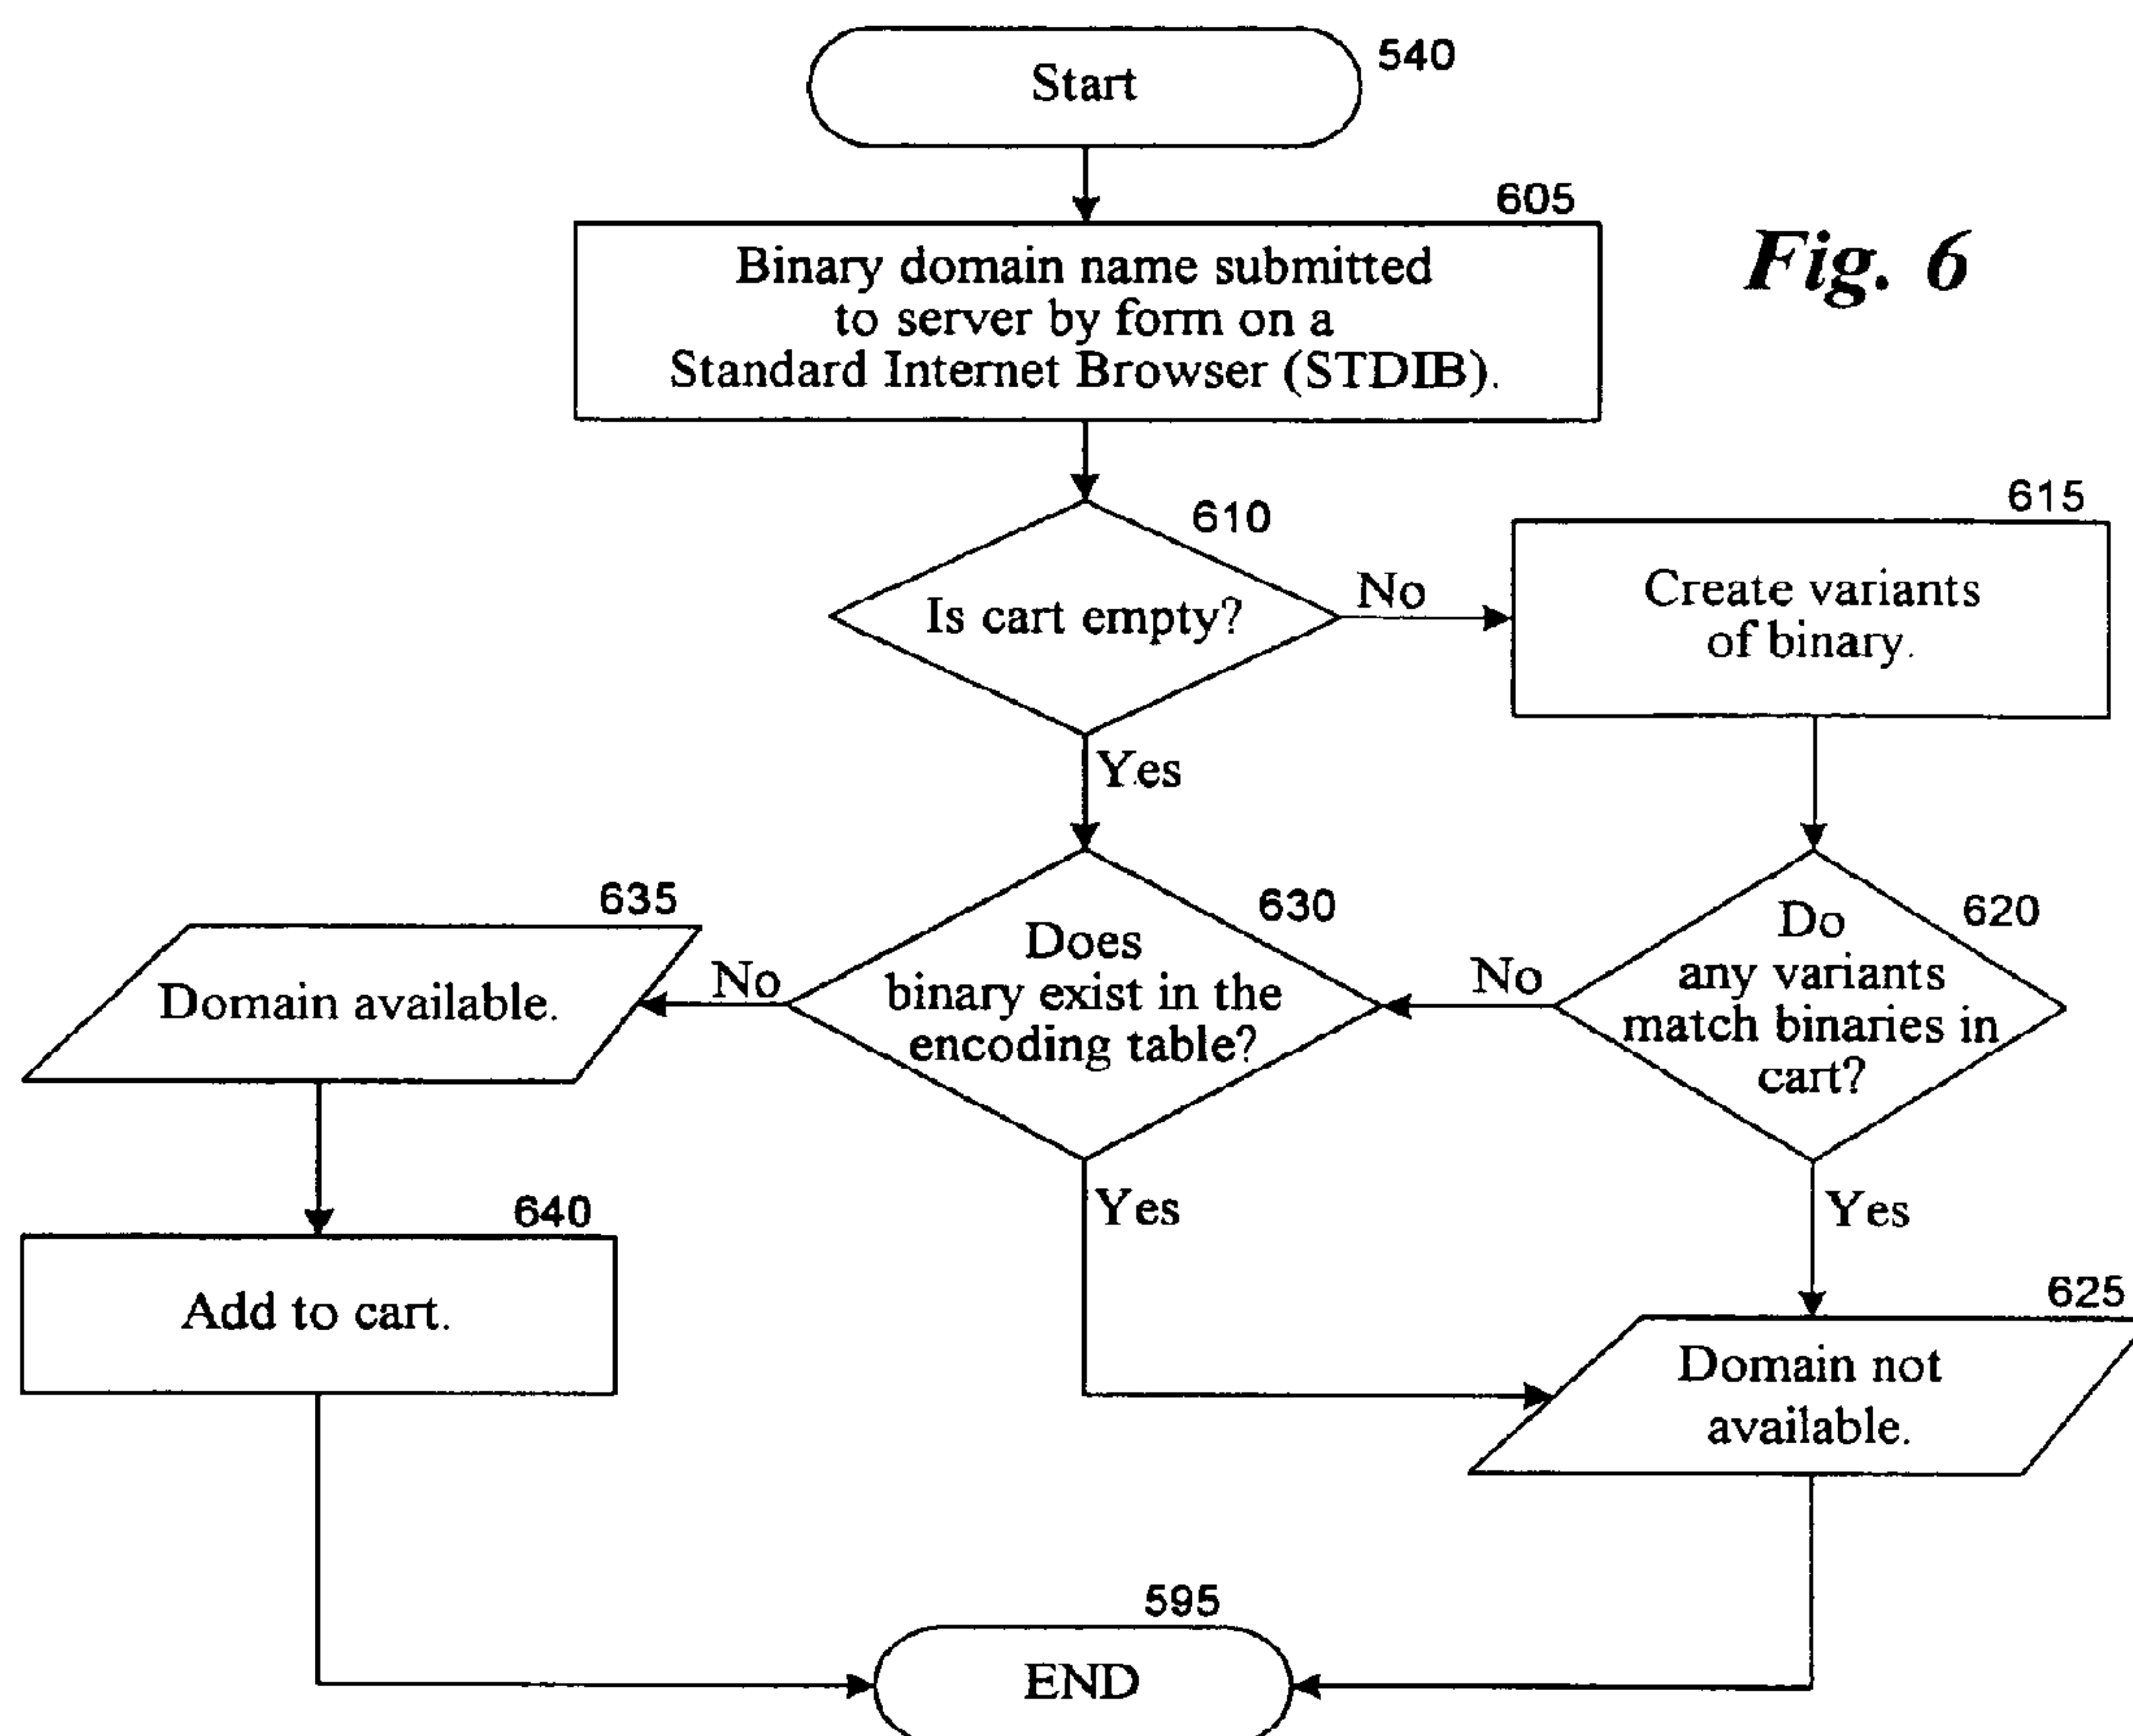 540
Start
605
Binary domain name submitted
to server by form on a
Standard Internet Browser (STDIB).
Fig. 6
610
Is cart empty?
No
615
Create variants
of binary.
Yes
635
Domain available.
No
630
Does
binary exist in the
encoding table?
No
620
Do
any variants
match binaries in
cart?
Yes
Yes
640
Add to cart.
625
Domain not
available.
595
END